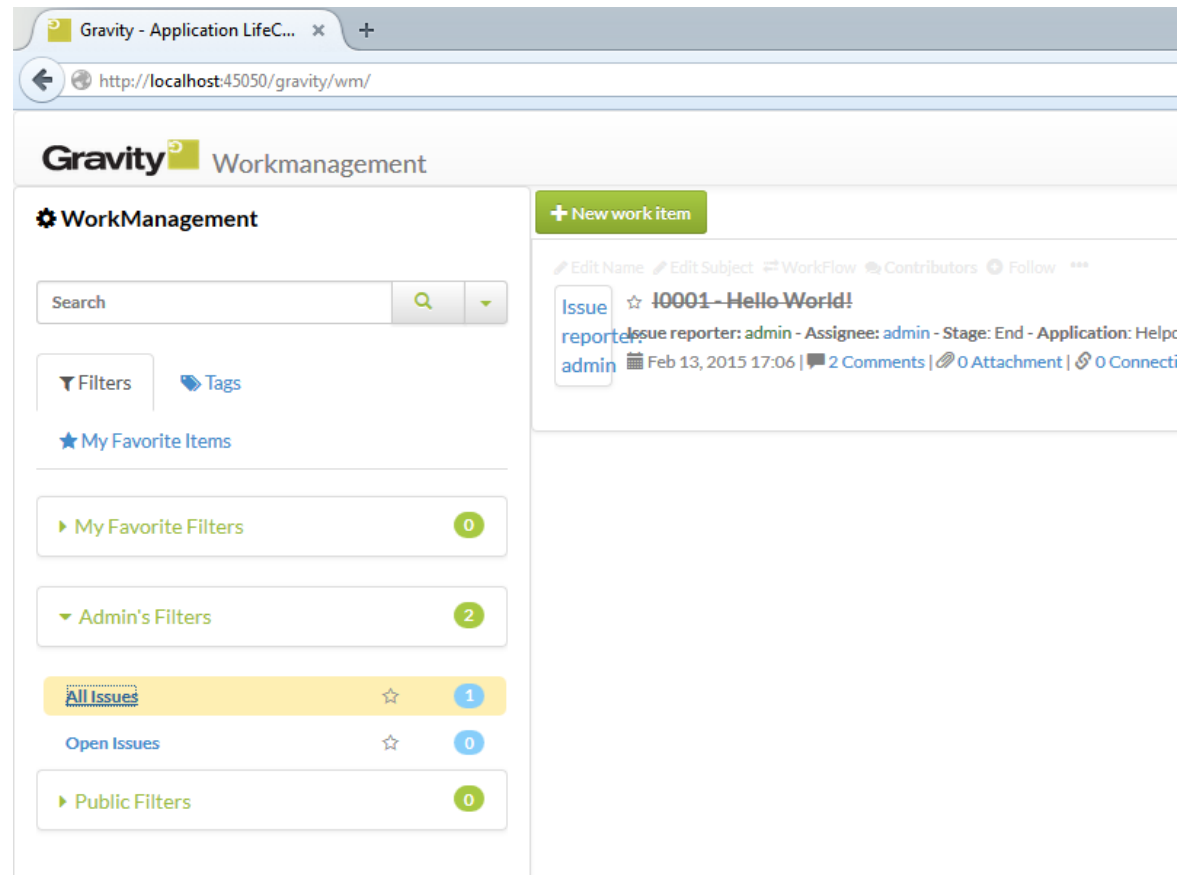 Gravity - Application LifeC...
http://localhost:45050/gravity/wm/
Gravity Workmanagement
WorkManagement
Search
Filters
Tags
My Favorite Items
My Favorite Filters 0
Admin's Filters 2
All Issues 1
Open Issues 0
Public Filters 0
New work item
Edit Name Edit Subject WorkFlow Contributors Follow
Issue
reporter:
admin
I0001 - Hello World!
Issue reporter: admin - Assignee: admin - Stage: End - Application:
Feb 13, 2015 17:06 | 2 Comments | 0 Attachment | 0